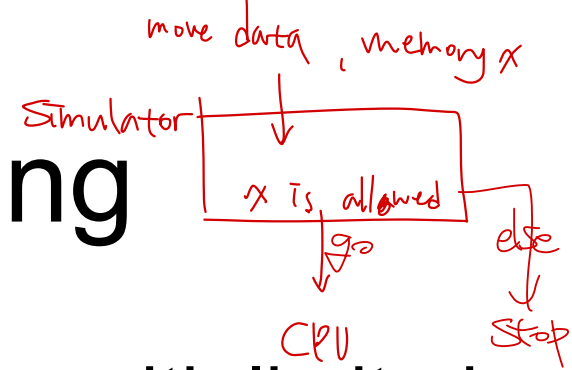 move data, memory x
Simulator
ng
x is allowed
go
else
CPU
Stop